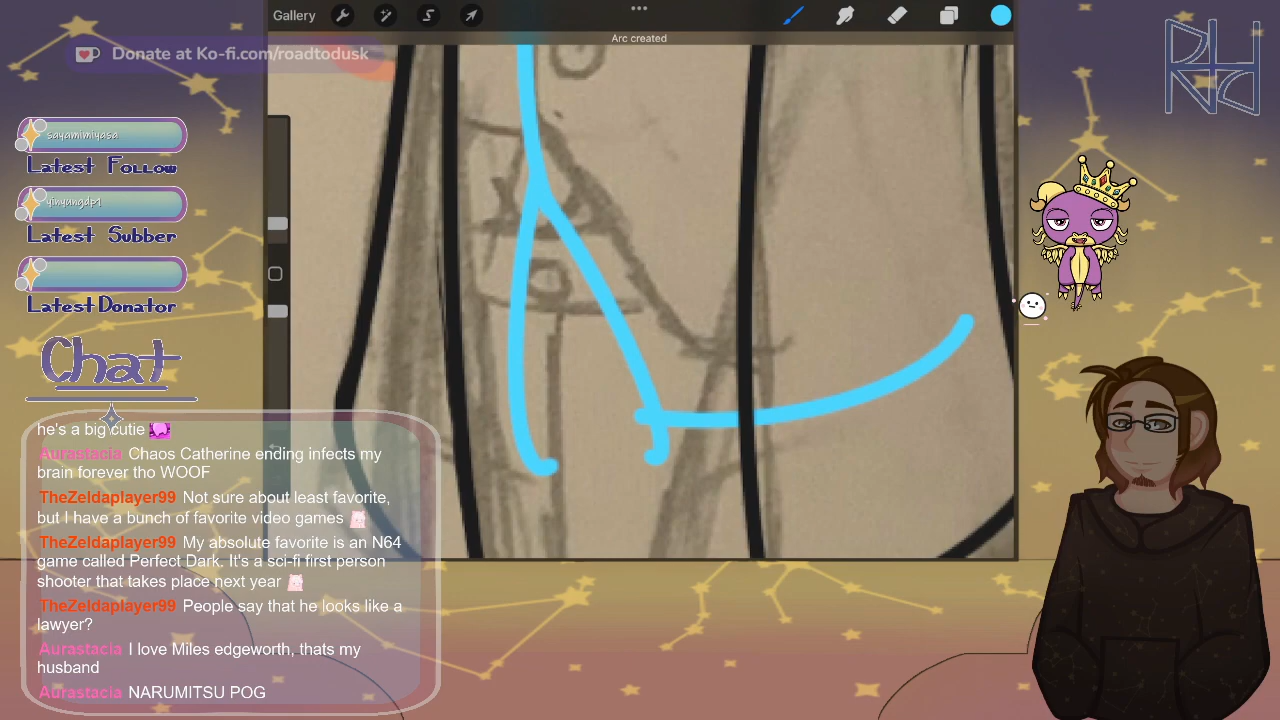 Gallery
Arc created
Donate at Ko-fi.com/roadtodusk
sayamimiyasa
Latest Follow
yinyangdp1
Latest Subber
Latest Donator
Chat
he's a big cutie
Aurastacia Chaos Catherine ending infects my
brain forever tho WOOF
TheZeldaplayer99 Not sure about least favorite,
but I have a bunch of favorite video games
TheZeldaplayer99 My absolute favorite is an N64
game called Perfect Dark. It's a sci-fi first person
shooter that takes place next year
TheZeldaplayer99 People say that he looks like a
lawyer?
Aurastacia I love Miles edgeworth, thats my
husband
Aurastacia NARUMITSU POG